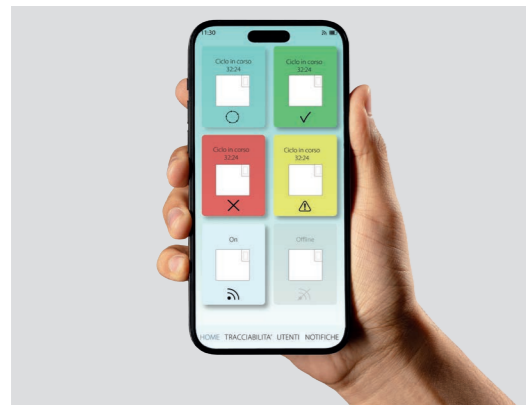 11:30
Ciclo in corso
32:24
Ciclo in corso
32:24
Ciclo in corso
32:24
Ciclo in corso
32:24
On
Offline
HOME TRACCIABILITA' UTENTI NOTIFICHE